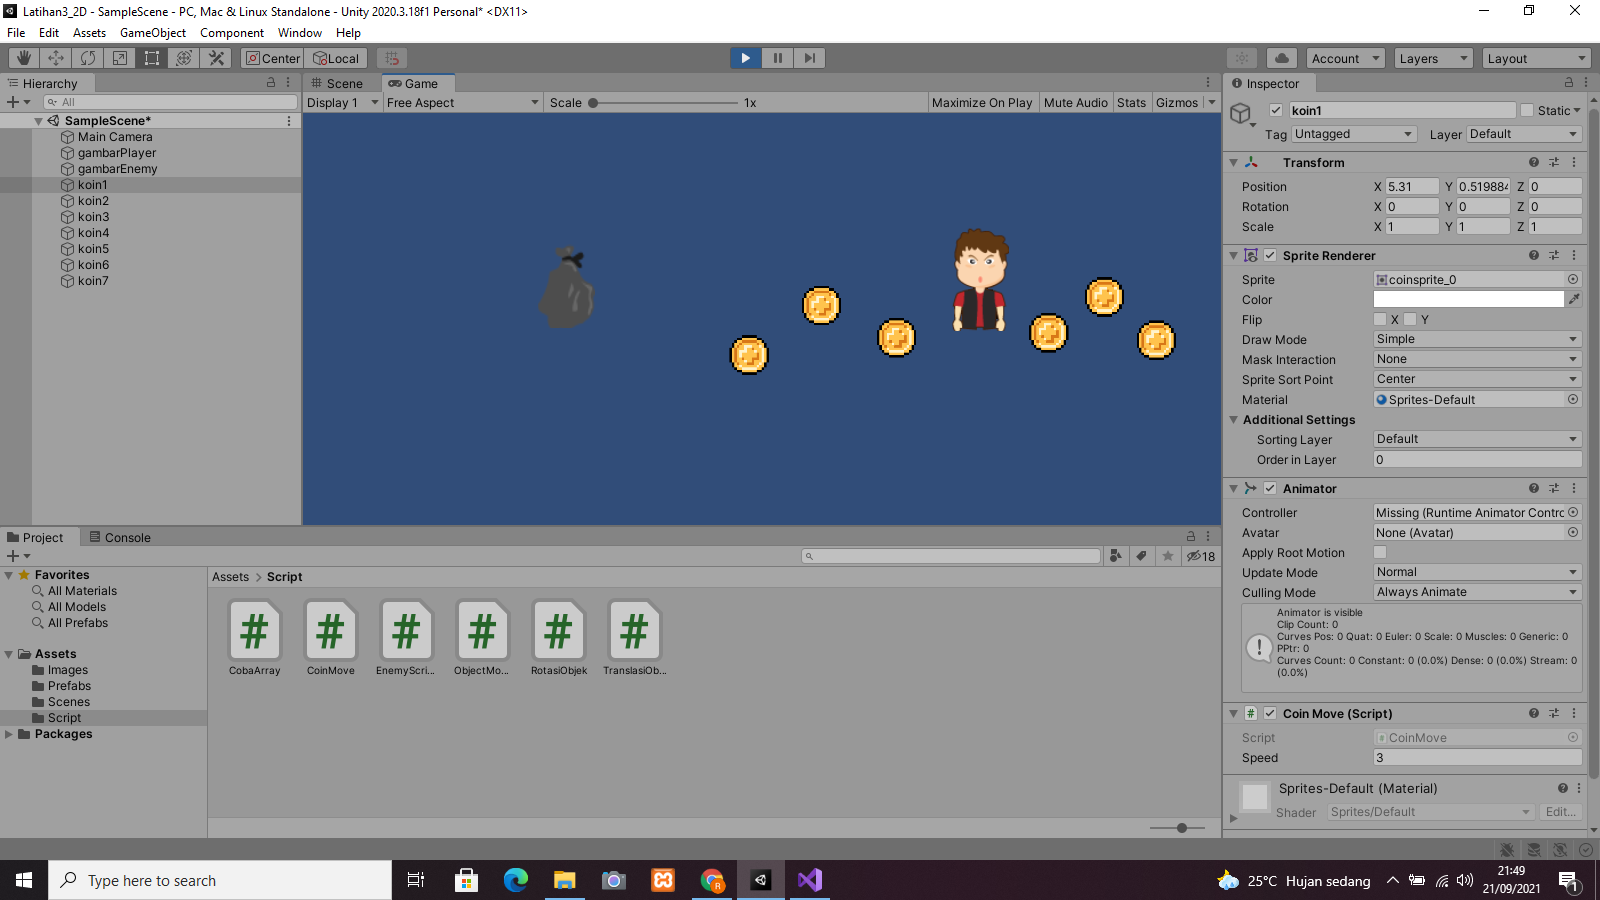 Latihan3_2D - SampleScene - PC, Mac & Linux Standalone - Unity 2020.3.18f1 Personal* <DX11>
File Edit Assets GameObject Component Window Help
Center Local Account Layers Layout
Hierarchy
All
SampleScene*
Main Camera
gambarPlayer
gambarEnemy
koin1
koin2
koin3
koin4
koin5
koin6
koin7
Scene Game
Display 1 Free Aspect Scale 1x Maximize On Play Mute Audio Stats Gizmos
Inspector
koin1 Static
Tag Untagged Layer Default
Transform
Position X 5.31 Y 0.519884 Z 0
Rotation X 0 Y 0 Z 0
Scale X 1 Y 1 Z 1
Sprite Renderer
Sprite coinsprite_0
Color
Flip X Y
Draw Mode Simple
Mask Interaction None
Sprite Sort Point Center
Material Sprites-Default
Additional Settings
Sorting Layer Default
Order in Layer 0
Animator
Controller Missing (Runtime Animator Contro
Avatar None (Avatar)
Apply Root Motion
Update Mode Normal
Culling Mode Always Animate
Animator is visible
Clip Count: 0
Curves Pos: 0 Quat: 0 Euler: 0 Scale: 0 Muscles: 0 Generic: 0
PPtr: 0
Curves Count: 0 Constant: 0 (0.0%) Dense: 0 (0.0%) Stream: 0
(0.0%)
Coin Move (Script)
Script CoinMove
Speed 3
Sprites-Default (Material)
Shader Sprites/Default Edit...
Project Console
18
Favorites
All Materials
All Models
All Prefabs
Assets
Images
Prefabs
Scenes
Script
Packages
Assets > Script
CobaArray CoinMove EnemyScri... ObjectMo... RotasiObjek TranslasiOb...
Type here to search
25°C Hujan sedang
21:49
21/09/2021
1